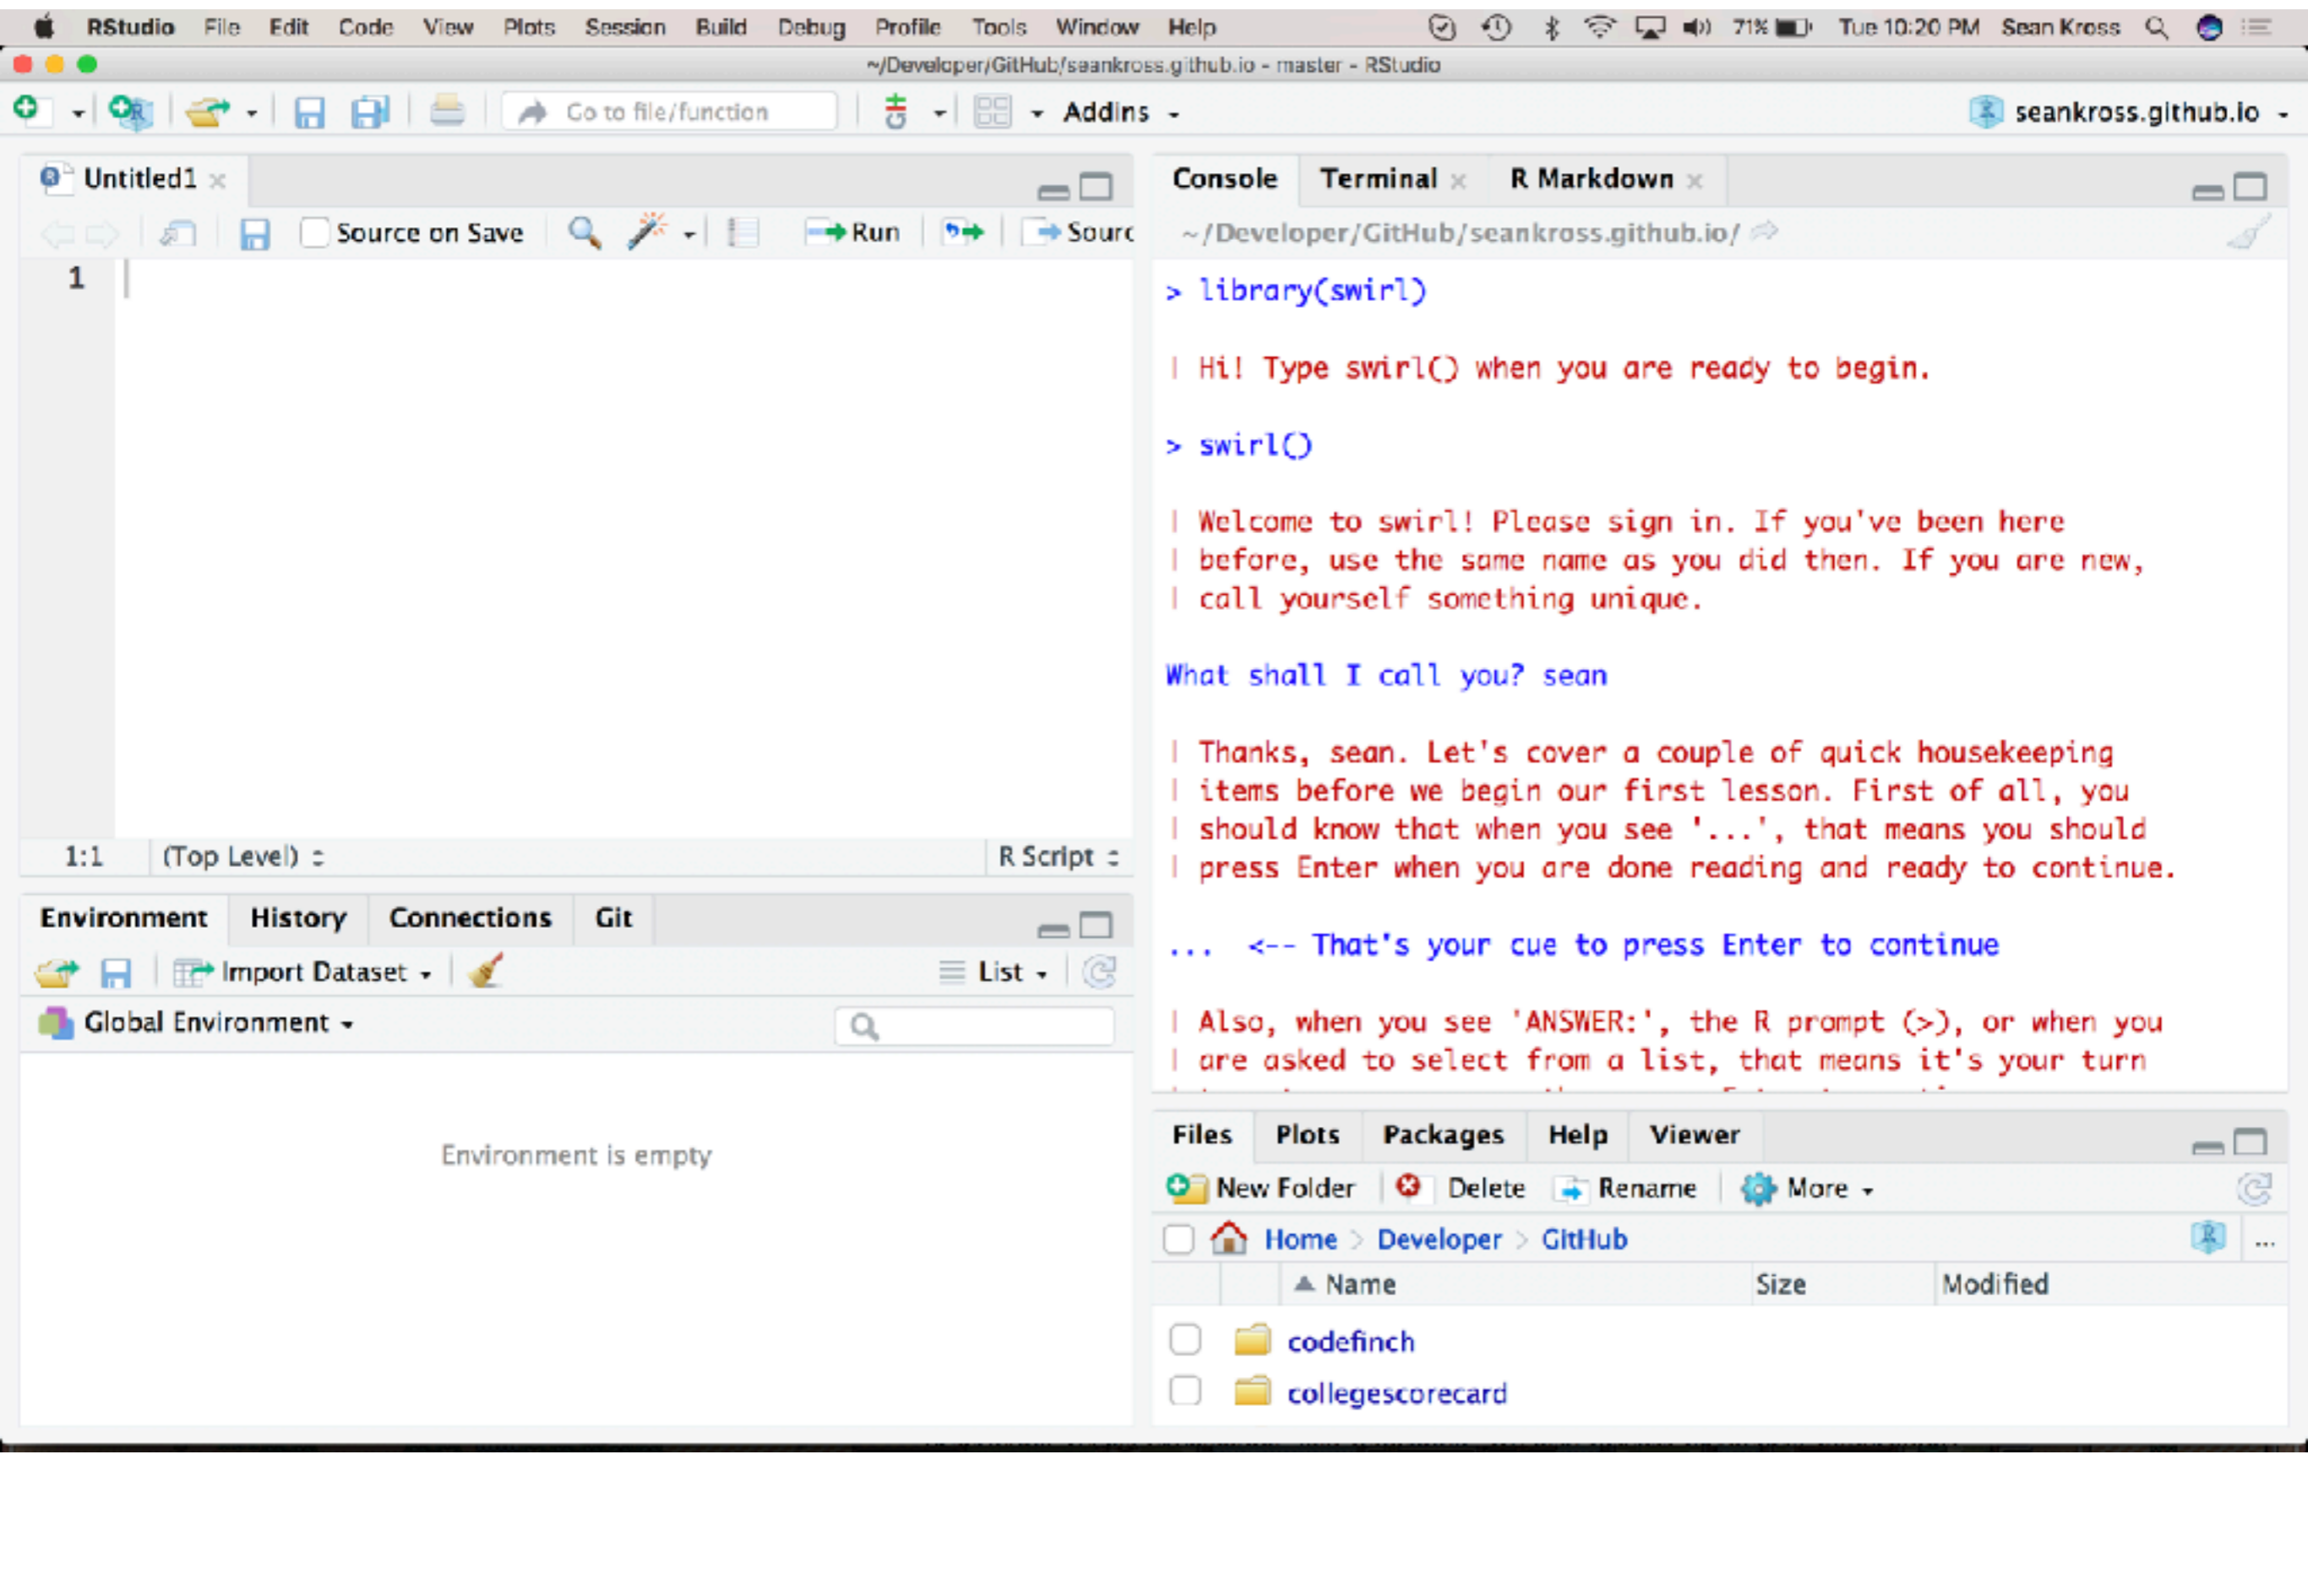 RStudio File Edit Code View Plots Session Build Debug Profile Tools Window Help 71% Tue 10:20 PM Sean Kross
~/Developer/GitHub/seankross.github.io - master - RStudio
Go to file/function Addins seankross.github.io
Untitled1
Source on Save Run Sourc
1
1:1 (Top Level) R Script
Environment History Connections Git
Import Dataset List
Global Environment
Environment is empty
Console Terminal R Markdown
~/Developer/GitHub/seankross.github.io/
> library(swirl)
| Hi! Type swirl() when you are ready to begin.
> swirl()
| Welcome to swirl! Please sign in. If you've been here
| before, use the same name as you did then. If you are new,
| call yourself something unique.
What shall I call you? sean
| Thanks, sean. Let's cover a couple of quick housekeeping
| items before we begin our first lesson. First of all, you
| should know that when you see '...', that means you should
| press Enter when you are done reading and ready to continue.
... <-- That's your cue to press Enter to continue
| Also, when you see 'ANSWER:', the R prompt (>), or when you
| are asked to select from a list, that means it's your turn
Files Plots Packages Help Viewer
New Folder Delete Rename More
Home > Developer > GitHub ...
Name Size Modified
codefinch
collegescorecard